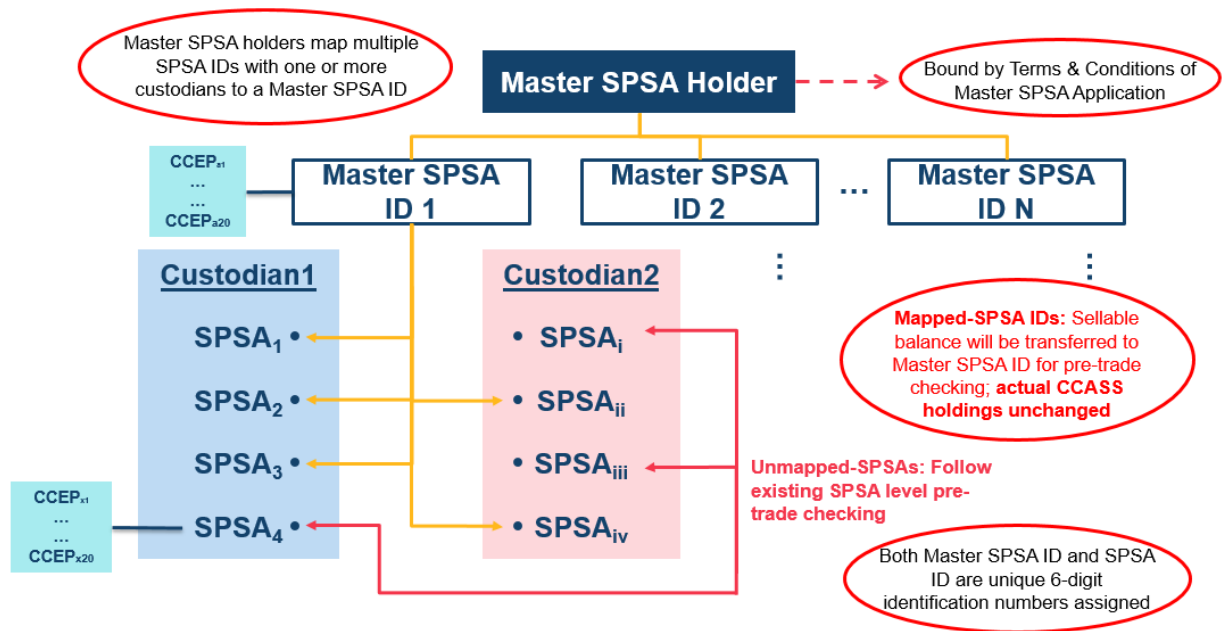 Master SPSA holders map multiple
SPSA IDs with one or more
custodians to a Master SPSA ID
Master SPSA Holder
Bound by Terms & Conditions of
Master SPSA Application
CCEPa1
...
...
CCEPa20
Master SPSA
ID 1
Master SPSA
ID 2
...
Master SPSA
ID N
Custodian1
SPSA1 •
SPSA2 •
SPSA3 •
SPSA4 •
Custodian2
• SPSAi
• SPSAii
• SPSAiii
• SPSAiv
⋮
⋮
Mapped-SPSA IDs: Sellable
balance will be transferred to
Master SPSA ID for pre-trade
checking; actual CCASS
holdings unchanged
Unmapped-SPSAs: Follow
existing SPSA level pre-
trade checking
CCEPx1
...
...
CCEPx20
Both Master SPSA ID and SPSA
ID are unique 6-digit
identification numbers assigned